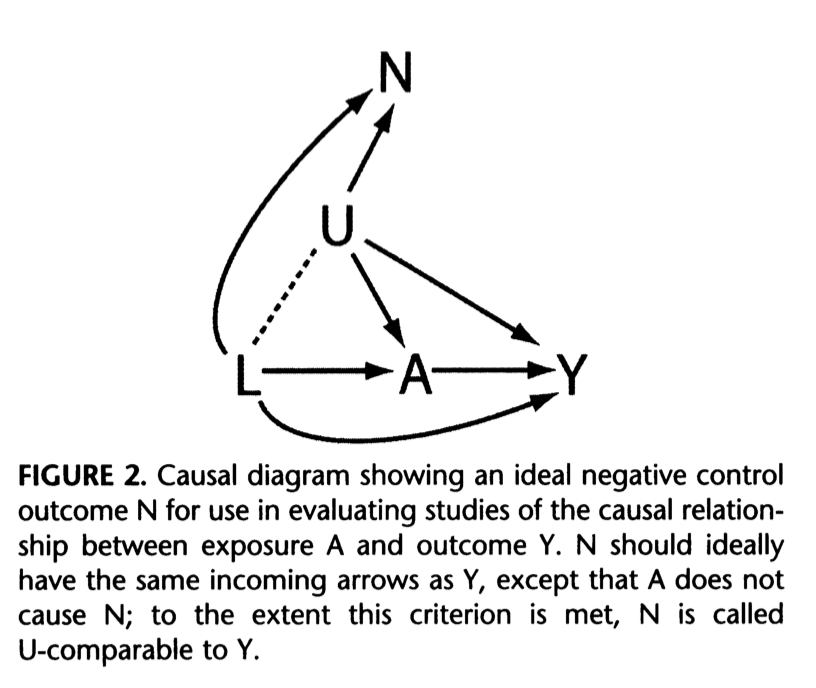 N
U
L
A
Y
FIGURE 2. Causal diagram showing an ideal negative control
outcome N for use in evaluating studies of the causal relation-
ship between exposure A and outcome Y. N should ideally
have the same incoming arrows as Y, except that A does not
cause N; to the extent this criterion is met, N is called
U-comparable to Y.